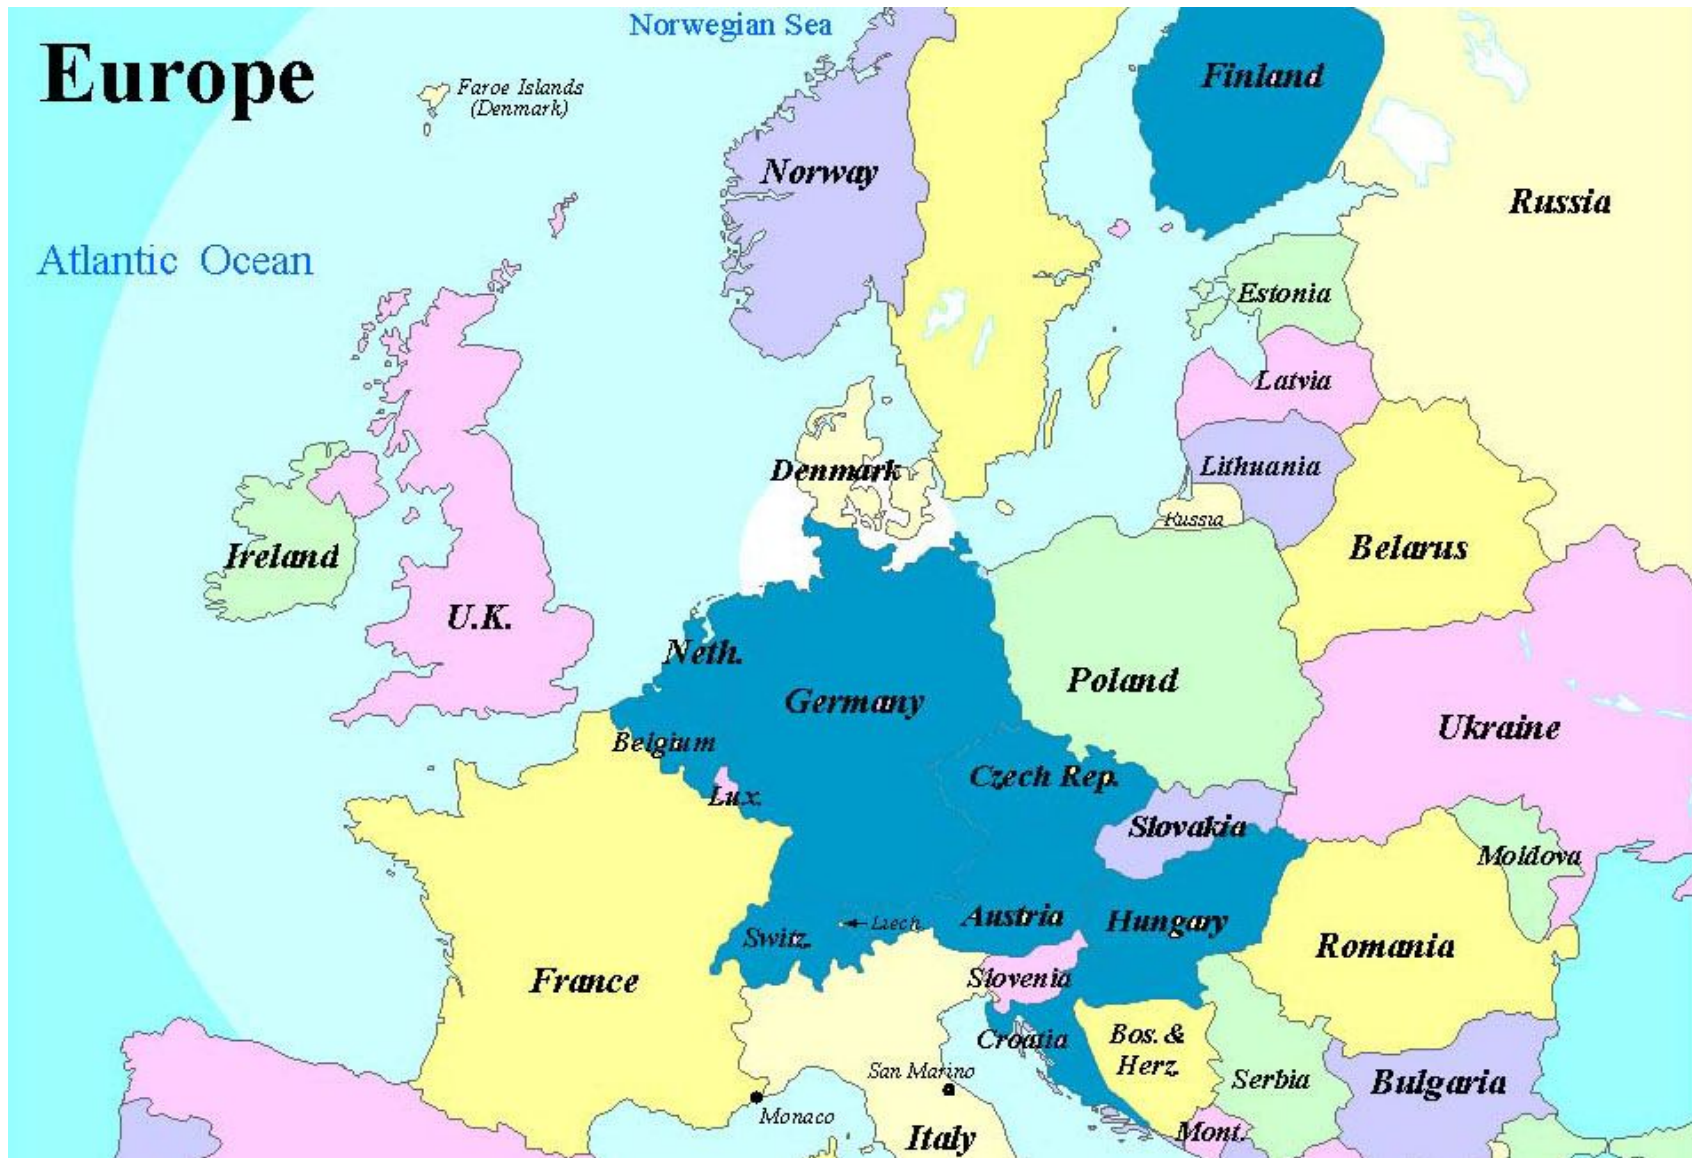 Europe
Norwegian Sea
Faroe Islands
(Denmark)
Finland
Norway
Russia
Atlantic Ocean
Estonia
Latvia
Denmark
Lithuania
Russia
Ireland
Belarus
U.K.
Neth.
Germany
Poland
Ukraine
Belgium
Czech Rep.
Lux.
Slovakia
Moldova
Austria
Hungary
Liech.
Switz.
Romania
France
Slovenia
Croatia
Bos. &
Herz.
San Marino
Serbia
Bulgaria
Monaco
Italy
Mont.